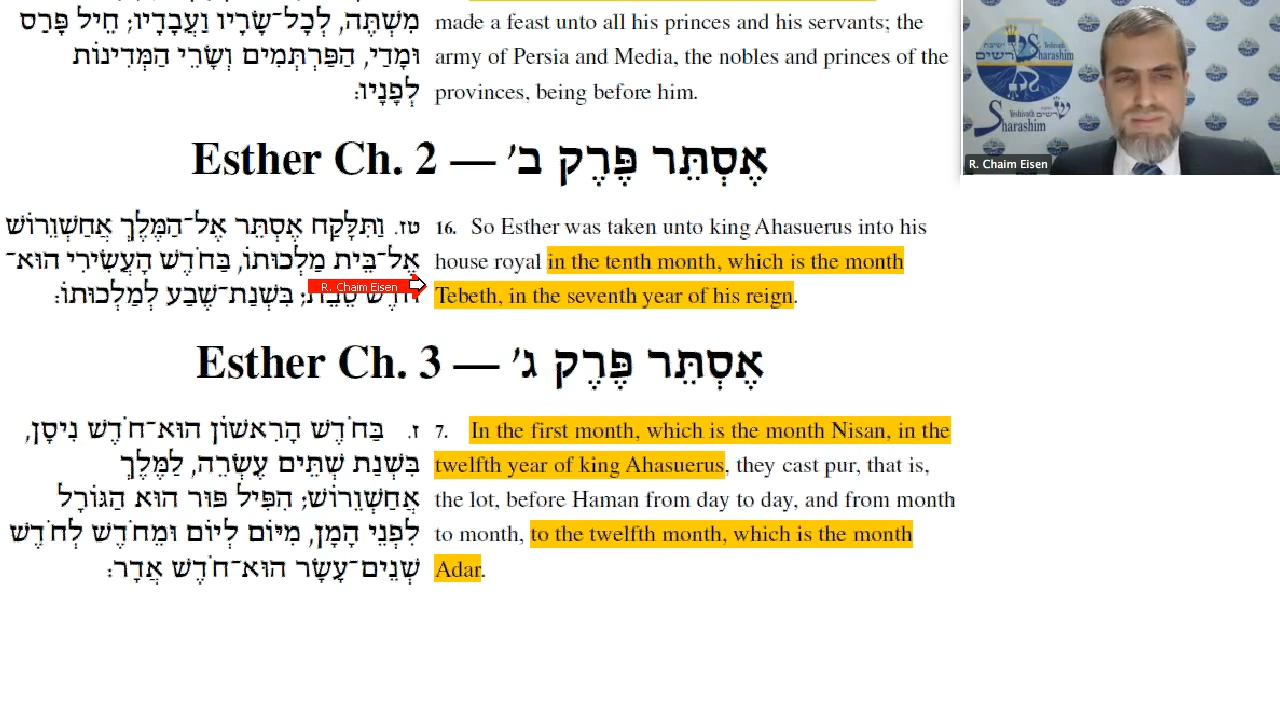 מִשְׁתֶּה, לְכָל־שָׂרָיו וַעֲבָדָיו; חֵיל פָּרַס
וּמָדַי, הַפַּרְתְּמִים וְשָׂרֵי הַמְּדִינוֹת
לְפָנָיו:
made a feast unto all his princes and his servants; the
army of Persia and Media, the nobles and princes of the
provinces, being before him.
Esther Ch. 2 — אֶסְתֵּר פֶּרֶק ב׳
טז. וַתִּלָּקַח אֶסְתֵּר אֶל־הַמֶּלֶךְ אֲחַשְׁוֵרוֹשׁ
אֶל־בֵּית מַלְכוּתוֹ, בַּחֹדֶשׁ הָעֲשִׂירִי הוּא־
חֹדֶשׁ טֵבֵת; בִּשְׁנַת־שֶׁבַע לְמַלְכוּתוֹ:
16. So Esther was taken unto king Ahasuerus into his
house royal in the tenth month, which is the month
Tebeth, in the seventh year of his reign.
R. Chaim Eisen
Esther Ch. 3 — אֶסְתֵּר פֶּרֶק ג׳
ז. בַּחֹדֶשׁ הָרִאשׁוֹן הוּא־חֹדֶשׁ נִיסָן,
בִּשְׁנַת שְׁתֵּים עֶשְׂרֵה, לַמֶּלֶךְ
אֲחַשְׁוֵרוֹשׁ; הִפִּיל פּוּר הוּא הַגּוֹרָל
לִפְנֵי הָמָן, מִיּוֹם לְיוֹם וּמֵחֹדֶשׁ לְחֹדֶשׁ
שְׁנֵים־עָשָׂר הוּא־חֹדֶשׁ אֲדָר:
7. In the first month, which is the month Nisan, in the
twelfth year of king Ahasuerus, they cast pur, that is,
the lot, before Haman from day to day, and from month
to month, to the twelfth month, which is the month
Adar.
ישיבת
שרשים
Yeshivath
Sharashim
Yeshivath שרשים
Sharashim
R. Chaim Eisen